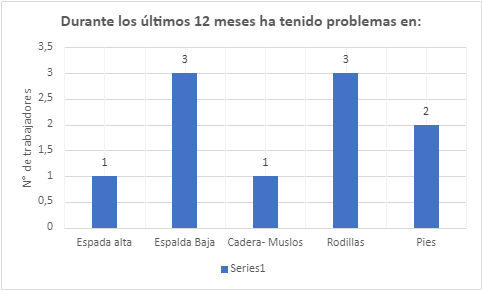 Durante los últimos 12 meses ha tenido problemas en:
3,5
3
2,5
2
1,5
1
0,5
0
N° de trabajadores
1
3
1
3
2
Espada alta
Espalda Baja
Cadera- Muslos
Rodillas
Pies
Series1